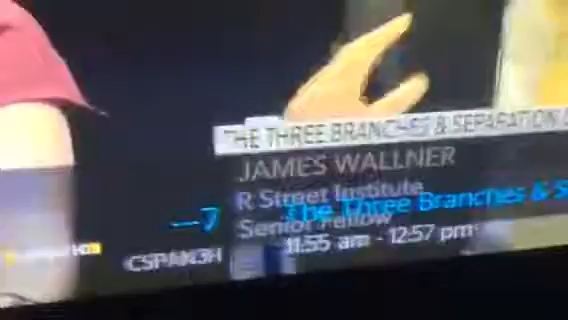 THE THREE BRANCHES & SEPARATION
JAMES WALLNER
R Street Institute
The Three Branches & S
Senior Fellow
11:55 am - 12:57 pm
CSPAN3H